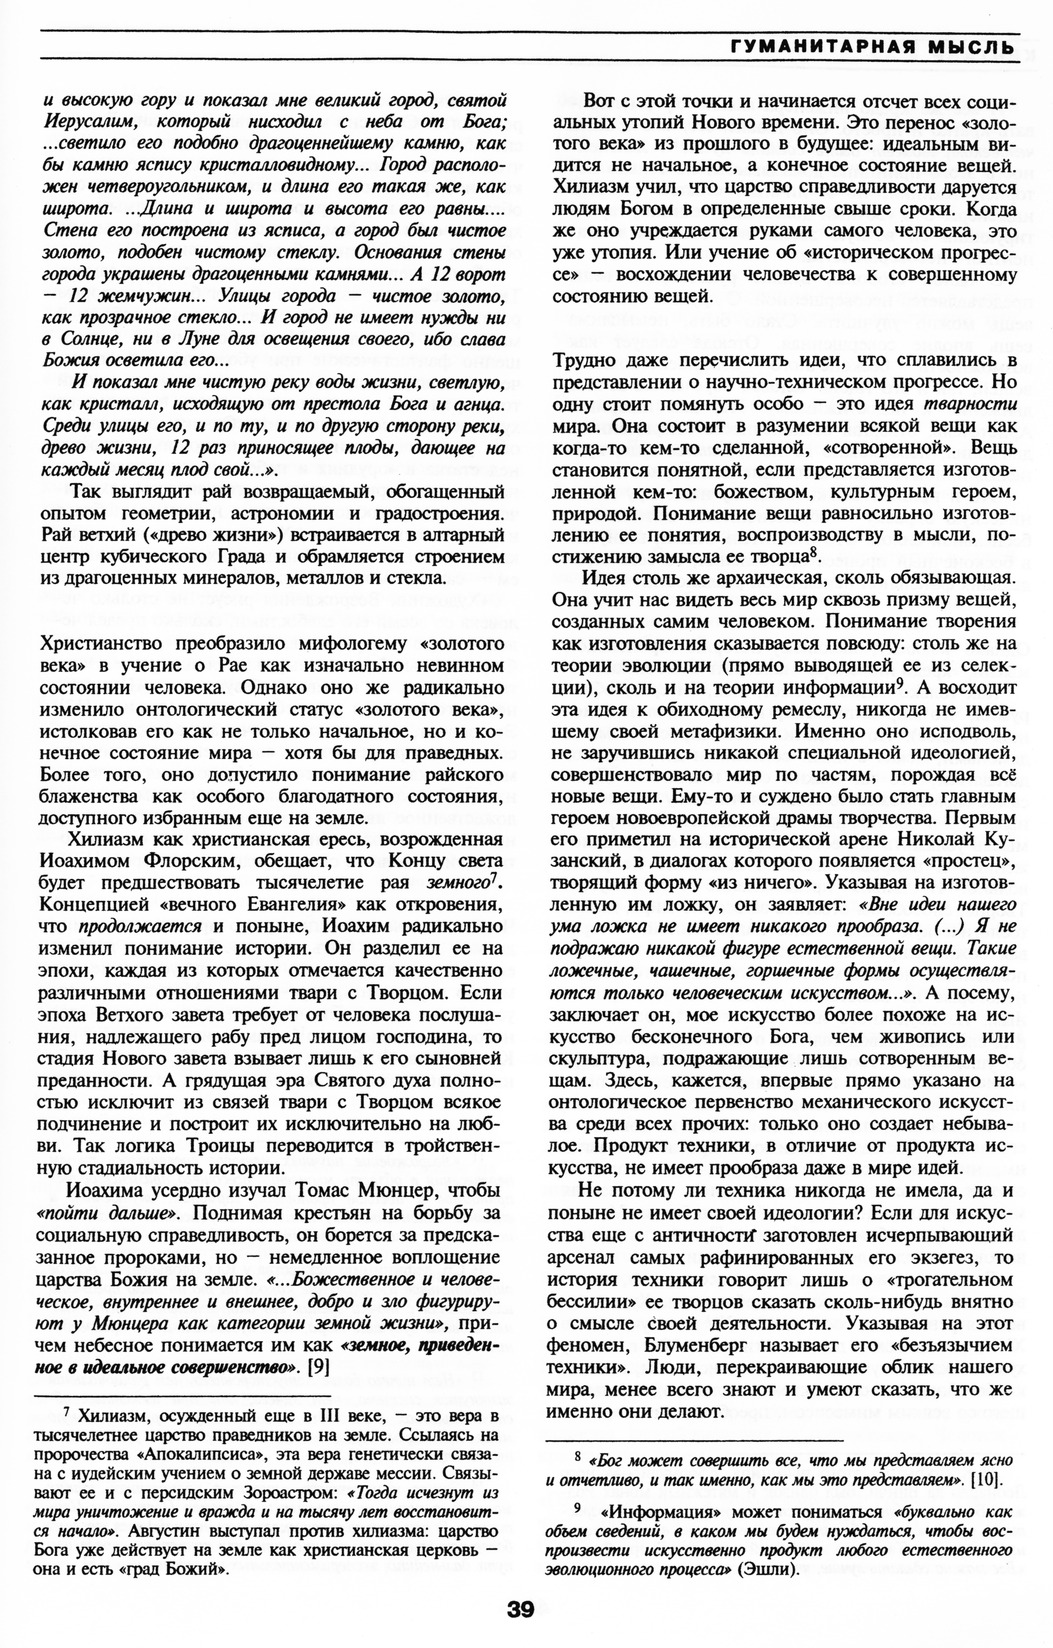 ГУМАНИТАРНАЯ МЫСЛЬ
и высокую гору и показал мне великий город, святой
Иерусалим, который нисходил с неба от Бога;
...светило его подобно драгоценнейшему камню, как
бы камню яспису кристалловидному... Город располо-
жен четвероугольником, и длина его такая же, как
широта. ...Длина и широта и высота его равны....
Стена его построена из ясписа, а город был чистое
золото, подобен чистому стеклу. Основания стены
города украшены драгоценными камнями... А 12 ворот
— 12 жемчужин... Улицы города — чистое золото,
как прозрачное стекло... И город не имеет нужды ни
в Солнце, ни в Луне для освещения своего, ибо слава
Божия осветила его...
И показал мне чистую реку воды жизни, светлую,
как кристалл, исходящую от престола Бога и агнца.
Среди улицы его, и по ту, и по другую сторону реки,
древо жизни, 12 раз приносящее плоды, дающее на
каждый месяц плод свой...».
Так выглядит рай возвращаемый, обогащенный
опытом геометрии, астрономии и градостроения.
Рай ветхий («древо жизни») встраивается в алтарный
центр кубического Града и обрамляется строением
из драгоценных минералов, металлов и стекла.
Христианство преобразило мифологему «золотого
века» в учение о Рае как изначально невинном
состоянии человека. Однако оно же радикально
изменило онтологический статус «золотого века»,
истолковав его как не только начальное, но и ко-
нечное состояние мира — хотя бы для праведных.
Более того, оно допустило понимание райского
блаженства как особого благодатного состояния,
доступного избранным еще на земле.
Хилиазм как христианская ересь, возрожденная
Иоахимом Флорским, обещает, что Концу света
будет предшествовать тысячелетие рая земного⁷.
Концепцией «вечного Евангелия» как откровения,
что продолжается и поныне, Иоахим радикально
изменил понимание истории. Он разделил ее на
эпохи, каждая из которых отмечается качественно
различными отношениями твари с Творцом. Если
эпоха Ветхого завета требует от человека послуша-
ния, надлежащего рабу пред лицом господина, то
стадия Нового завета взывает лишь к его сыновней
преданности. А грядущая эра Святого духа полно-
стью исключит из связей твари с Творцом всякое
подчинение и построит их исключительно на люб-
ви. Так логика Троицы переводится в тройствен-
ную стадиальность истории.
Иоахима усердно изучал Томас Мюнцер, чтобы
«пойти дальше». Поднимая крестьян на борьбу за
социальную справедливость, он борется за предска-
занное пророками, но — немедленное воплощение
царства Божия на земле. «...Божественное и челове-
ческое, внутреннее и внешнее, добро и зло фигуриру-
ют у Мюнцера как категории земной жизни», при-
чем небесное понимается им как «земное, приведен-
ное в идеальное совершенство». [9]
⁷ Хилиазм, осужденный еще в III веке, — это вера в
тысячелетнее царство праведников на земле. Ссылаясь на
пророчества «Апокалипсиса», эта вера генетически связа-
на с иудейским учением о земной державе мессии. Связы-
вают ее и с персидским Зороастром: «Тогда исчезнут из
мира уничтожение и вражда и на тысячу лет восстановит-
ся начало». Августин выступал против хилиазма: царство
Бога уже действует на земле как христианская церковь —
она и есть «град Божий».
Вот с этой точки и начинается отсчет всех соци-
альных утопий Нового времени. Это перенос «золо-
того века» из прошлого в будущее: идеальным ви-
дится не начальное, а конечное состояние вещей.
Хилиазм учил, что царство справедливости даруется
людям Богом в определенные свыше сроки. Когда
же оно учреждается руками самого человека, это
уже утопия. Или учение об «историческом прогрес-
се» — восхождении человечества к совершенному
состоянию вещей.
Трудно даже перечислить идеи, что сплавились в
представлении о научно-техническом прогрессе. Но
одну стоит помянуть особо — это идея тварности
мира. Она состоит в разумении всякой вещи как
когда-то кем-то сделанной, «сотворенной». Вещь
становится понятной, если представляется изготов-
ленной кем-то: божеством, культурным героем,
природой. Понимание вещи равносильно изготов-
лению ее понятия, воспроизводству в мысли, по-
стижению замысла ее творца⁸.
Идея столь же архаическая, сколь обязывающая.
Она учит нас видеть весь мир сквозь призму вещей,
созданных самим человеком. Понимание творения
как изготовления сказывается повсюду: столь же на
теории эволюции (прямо выводящей ее из селек-
ции), сколь и на теории информации⁹. А восходит
эта идея к обиходному ремеслу, никогда не имев-
шему своей метафизики. Именно оно исподволь,
не заручившись никакой специальной идеологией,
совершенствовало мир по частям, порождая всё
новые вещи. Ему-то и суждено было стать главным
героем новоевропейской драмы творчества. Первым
его приметил на исторической арене Николай Ку-
занский, в диалогах которого появляется «простец»,
творящий форму «из ничего». Указывая на изготов-
ленную им ложку, он заявляет: «Вне идеи нашего
ума ложка не имеет никакого прообраза. (...) Я не
подражаю никакой фигуре естественной вещи. Такие
ложечные, чашечные, горшечные формы осуществля-
ются только человеческим искусством...». А посему,
заключает он, мое искусство более похоже на ис-
кусство бесконечного Бога, чем живопись или
скульптура, подражающие лишь сотворенным ве-
щам. Здесь, кажется, впервые прямо указано на
онтологическое первенство механического искусст-
ва среди всех прочих: только оно создает небыва-
лое. Продукт техники, в отличие от продукта ис-
кусства, не имеет прообраза даже в мире идей.
Не потому ли техника никогда не имела, да и
поныне не имеет своей идеологии? Если для искус-
ства еще с античности заготовлен исчерпывающий
арсенал самых рафинированных его экзегез, то
история техники говорит лишь о «трогательном
бессилии» ее творцов сказать сколь-нибудь внятно
о смысле своей деятельности. Указывая на этот
феномен, Блуменберг называет его «безъязычием
техники». Люди, перекраивающие облик нашего
мира, менее всего знают и умеют сказать, что же
именно они делают.
⁸ «Бог может совершить все, что мы представляем ясно
и отчетливо, и так именно, как мы это представляем». [10].
⁹ «Информация» может пониматься «буквально как
объем сведений, в каком мы будем нуждаться, чтобы вос-
произвести искусственно продукт любого естественного
эволюционного процесса» (Эшли).
39